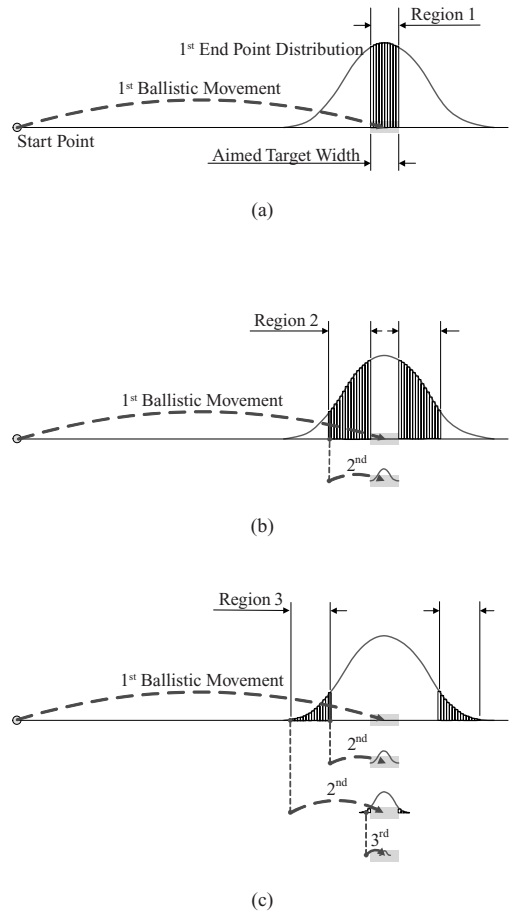 Region 1
1st End Point Distribution
1st Ballistic Movement
Start Point
Aimed Target Width
(a)
Region 2
1st Ballistic Movement
2nd
(b)
Region 3
1st Ballistic Movement
2nd
2nd
3rd
(c)